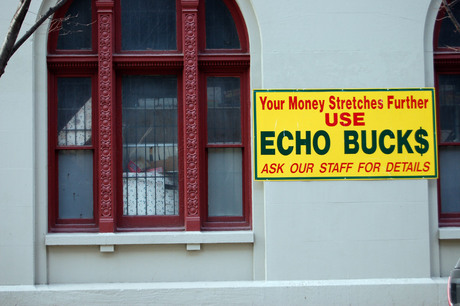 Your Money Stretches Further
USE
ECHO BUCK$
ASK OUR STAFF FOR DETAILS